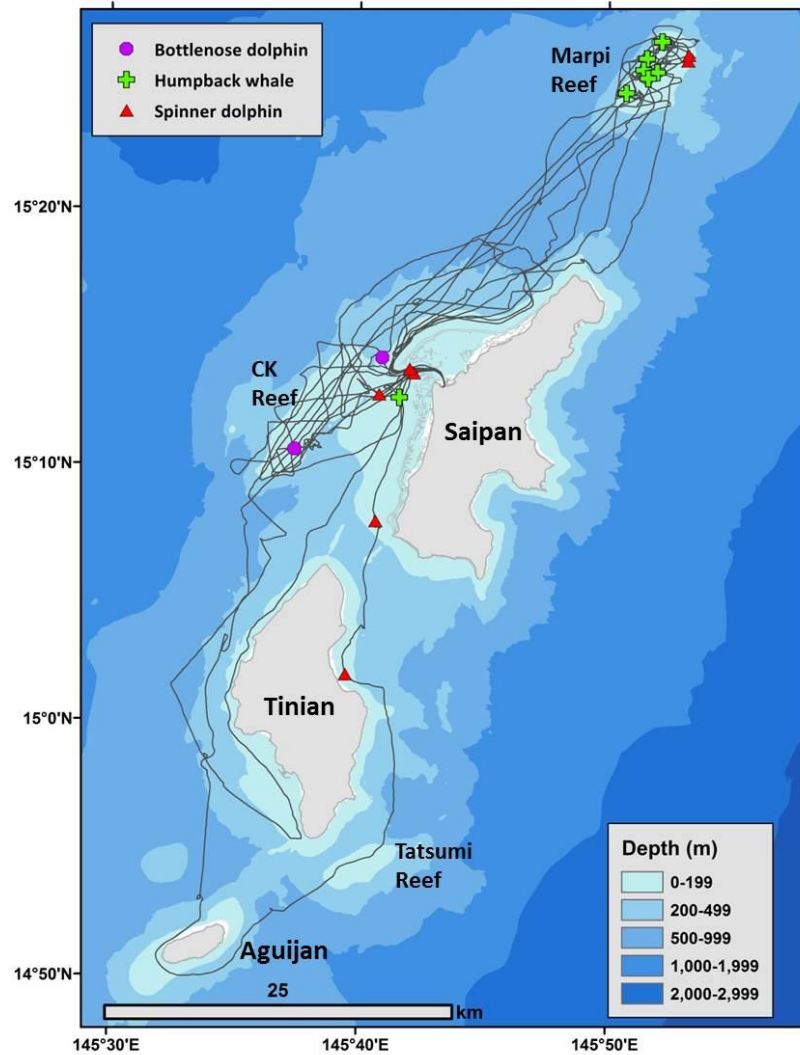 Bottlenose dolphin
Humpback whale
Spinner dolphin
Marpi
Reef
15°20'N
CK
Reef
Saipan
15°10'N
Tinian
15°0'N
Tatsumi
Reef
Aguijan
14°50'N
25
km
Depth (m)
0-199
200-499
500-999
1,000-1,999
2,000-2,999
145°30'E
145°40'E
145°50'E